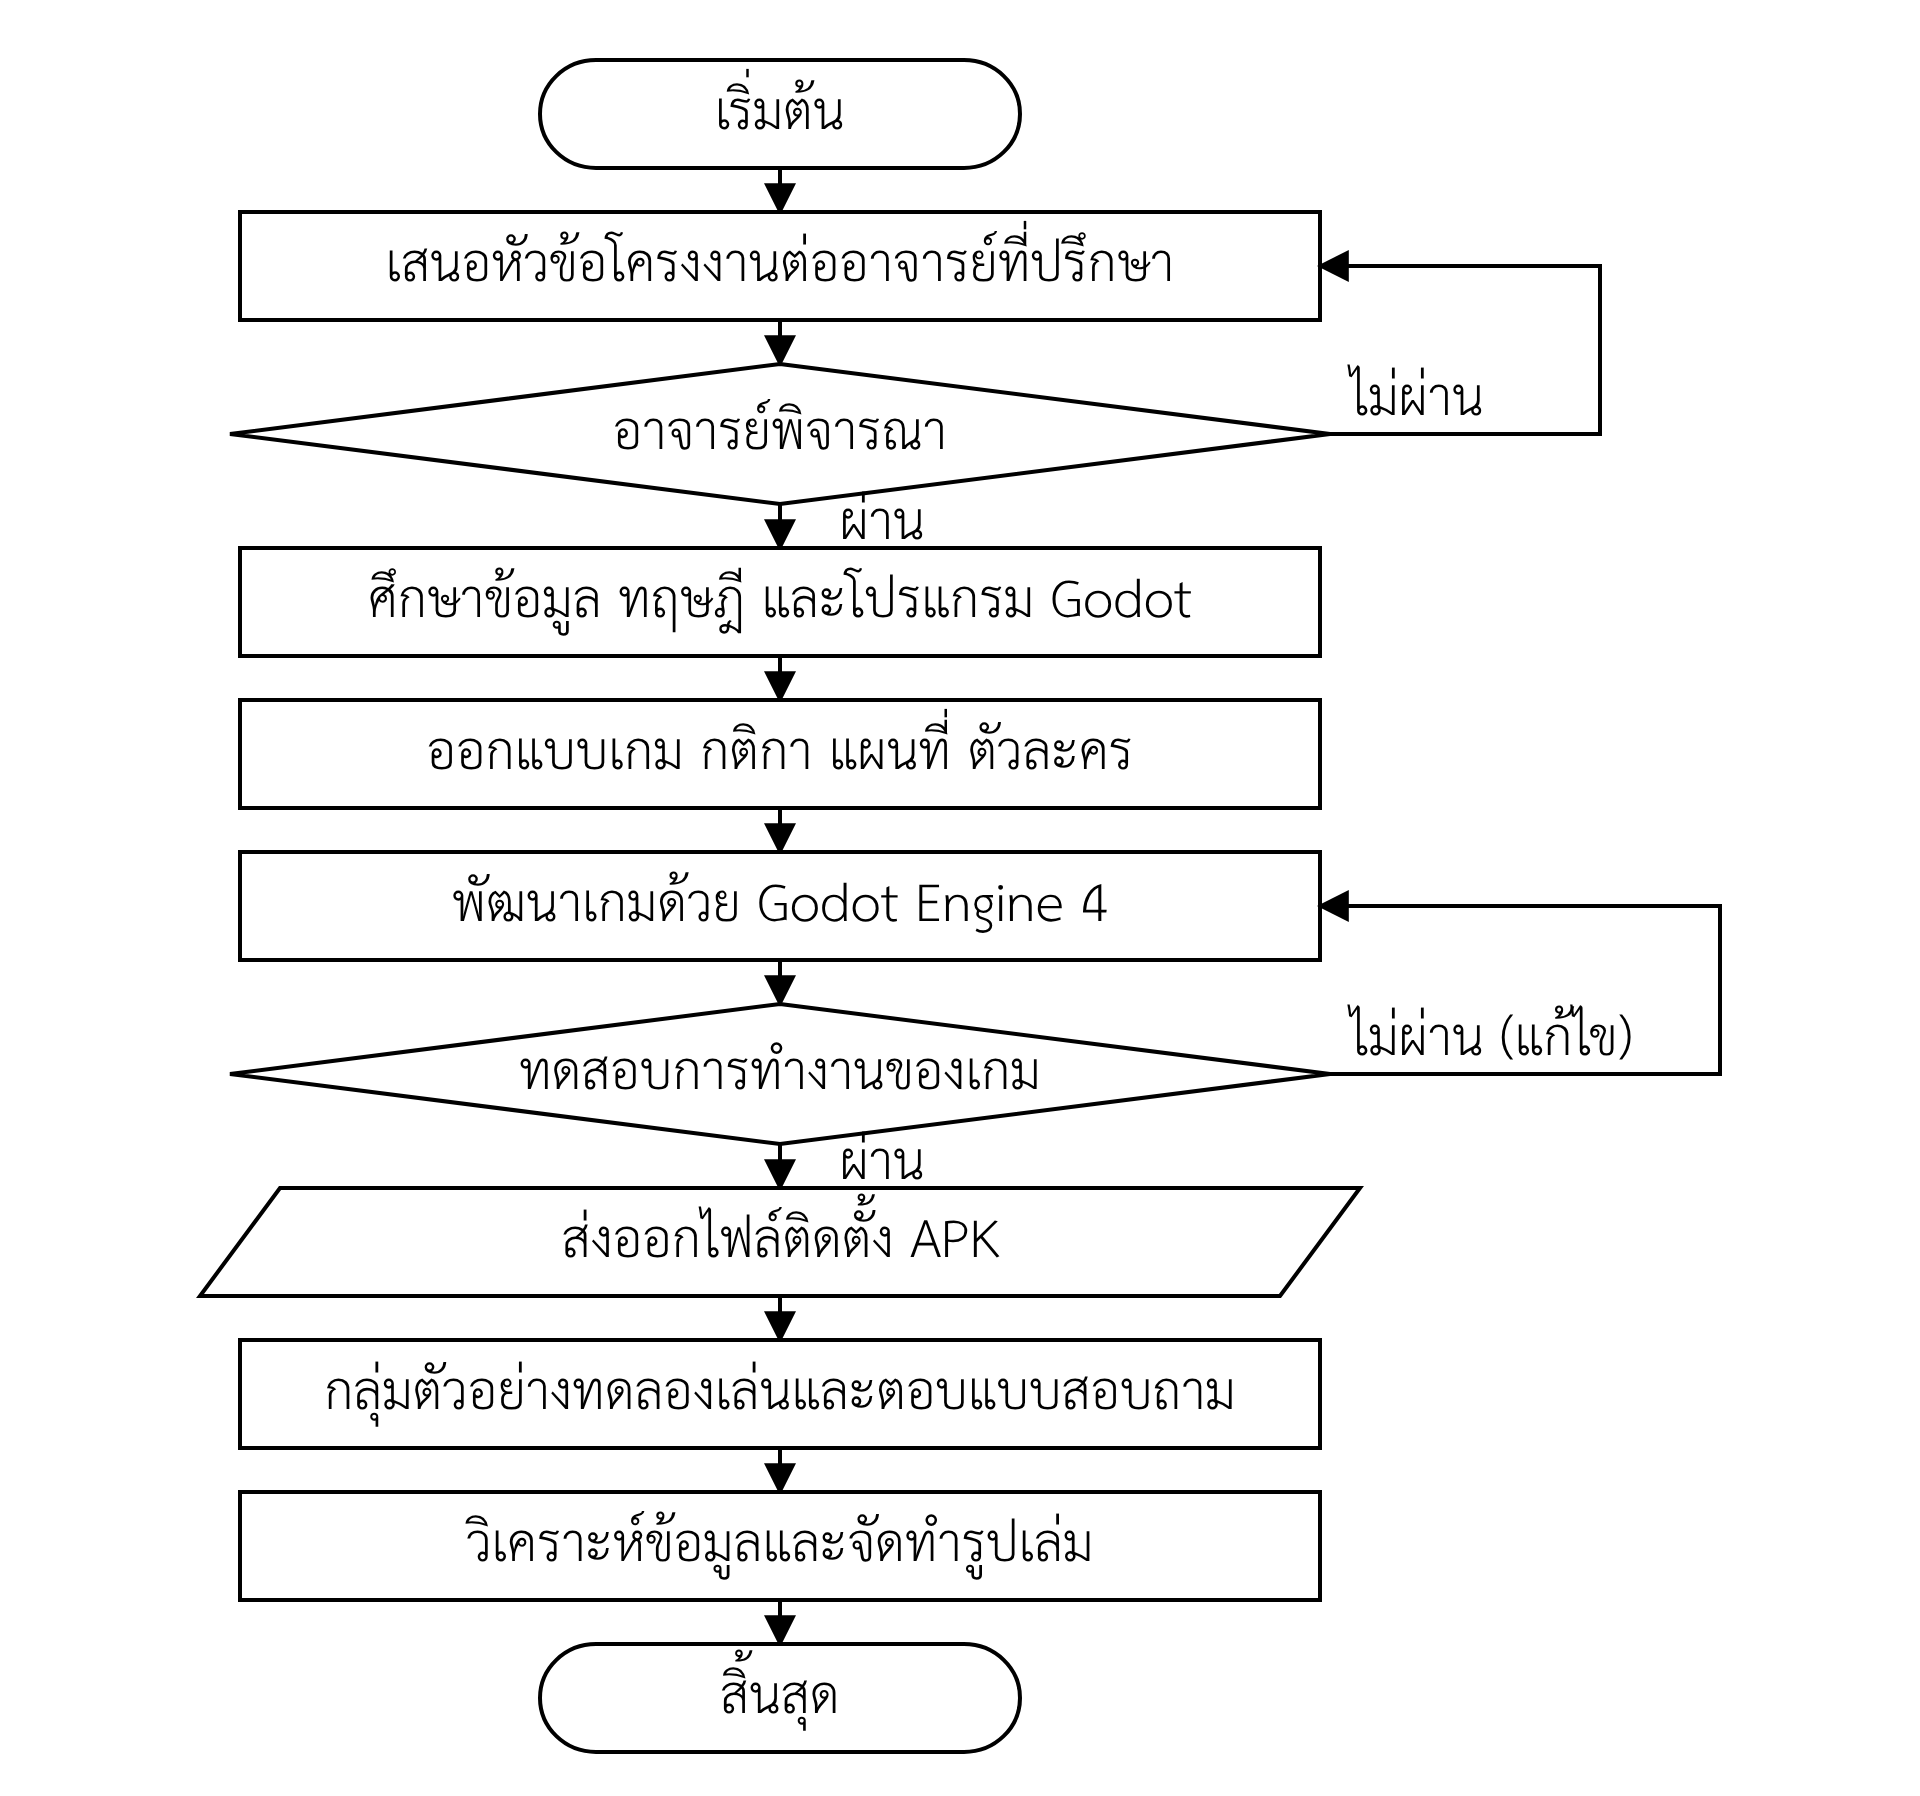 เริ่มต้น
เสนอหัวข้อโครงงานต่ออาจารย์ที่ปรึกษา
ไม่ผ่าน
อาจารย์พิจารณา
ผ่าน
ศึกษาข้อมูล ทฤษฎี และโปรแกรม Godot
ออกแบบเกม กติกา แผนที่ ตัวละคร
พัฒนาเกมด้วย Godot Engine 4
ไม่ผ่าน (แก้ไข)
ทดสอบการทำงานของเกม
ผ่าน
ส่งออกไฟล์ติดตั้ง APK
กลุ่มตัวอย่างทดลองเล่นและตอบแบบสอบถาม
วิเคราะห์ข้อมูลและจัดทำรูปเล่ม
สิ้นสุด